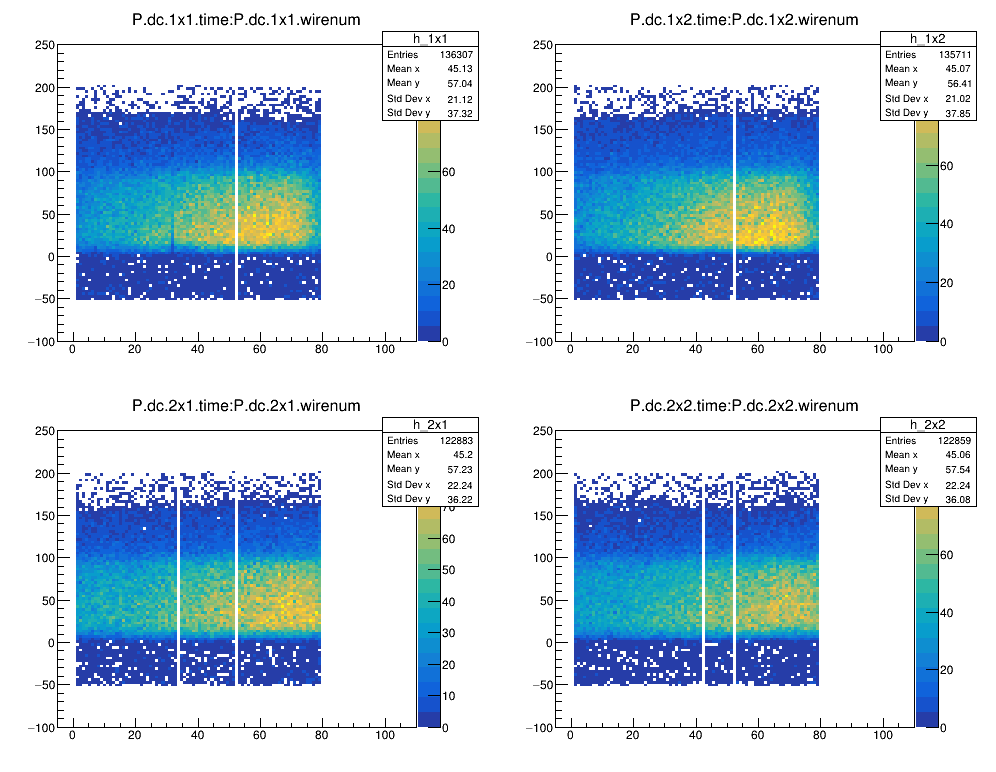 P.dc.1x1.time:P.dc.1x1.wirenum
h_1x1
Entries 136307
Mean x 45.13
Mean y 57.04
Std Dev x 21.12
Std Dev y 37.32
250
200
150
100
50
0
−50
−100
0 20 40 60 80 100
60
40
20
0
P.dc.1x2.time:P.dc.1x2.wirenum
h_1x2
Entries 135711
Mean x 45.07
Mean y 56.41
Std Dev x 21.02
Std Dev y 37.85
250
200
150
100
50
0
−50
−100
0 20 40 60 80 100
60
40
20
0
P.dc.2x1.time:P.dc.2x1.wirenum
h_2x1
Entries 122883
Mean x 45.2
Mean y 57.23
Std Dev x 22.24
Std Dev y 36.22
250
200
150
100
50
0
−50
−100
0 20 40 60 80 100
70
60
50
40
30
20
10
0
P.dc.2x2.time:P.dc.2x2.wirenum
h_2x2
Entries 122859
Mean x 45.06
Mean y 57.54
Std Dev x 22.24
Std Dev y 36.08
250
200
150
100
50
0
−50
−100
0 20 40 60 80 100
60
40
20
0